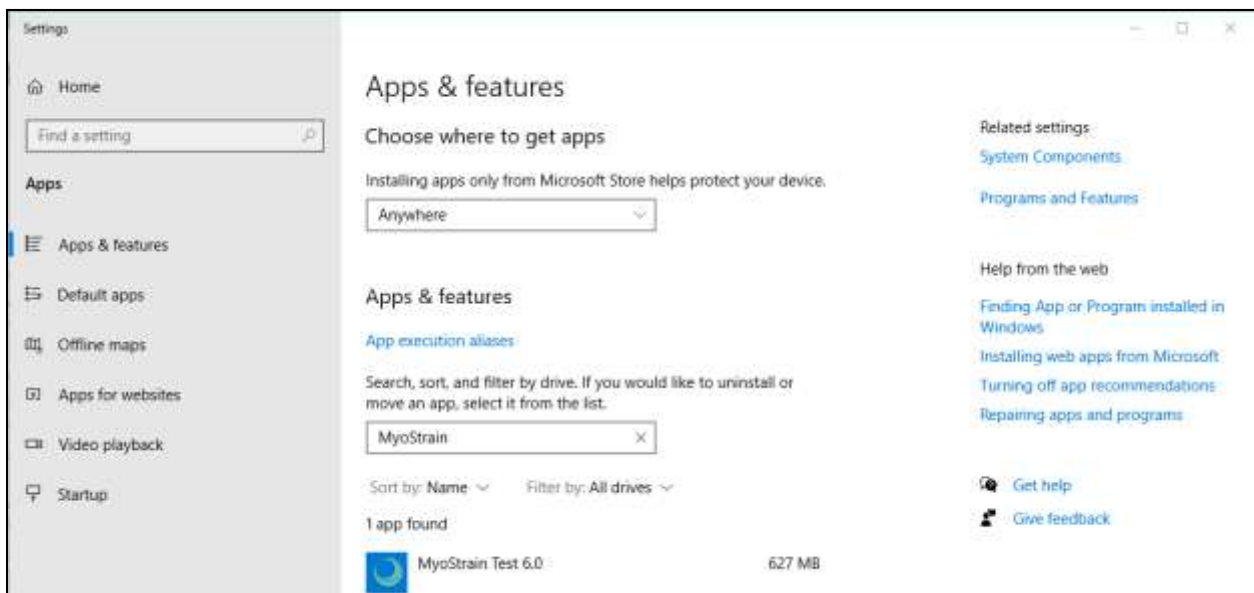 Settings
Home
Find a setting
Apps
Apps & features
Default apps
Offline maps
Apps for websites
Video playback
Startup
Apps & features
Choose where to get apps
Installing apps only from Microsoft Store helps protect your device.
Anywhere
Apps & features
App execution aliases
Search, sort, and filter by drive. If you would like to uninstall or
move an app, select it from the list.
MyoStrain
Sort by: Name Filter by: All drives
1 app found
MyoStrain Test 6.0 627 MB
Related settings
System Components
Programs and Features
Help from the web
Finding App or Program installed in
Windows
Installing web apps from Microsoft
Turning off app recommendations
Repairing apps and programs
Get help
Give feedback